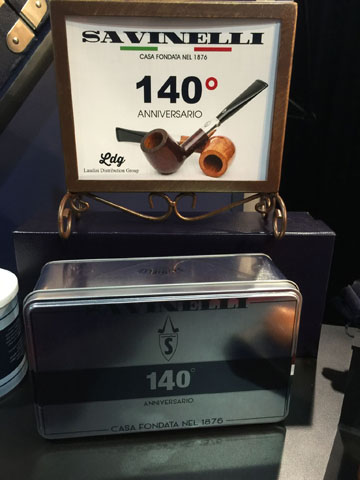 SAVINELLI
CASA FONDATA NEL 1876
140°
ANNIVERSARIO
Ldg
Laudisi Distribution Group
SAVINELLI
S
140°
ANNIVERSARIO
CASA FONDATA NEL 1876